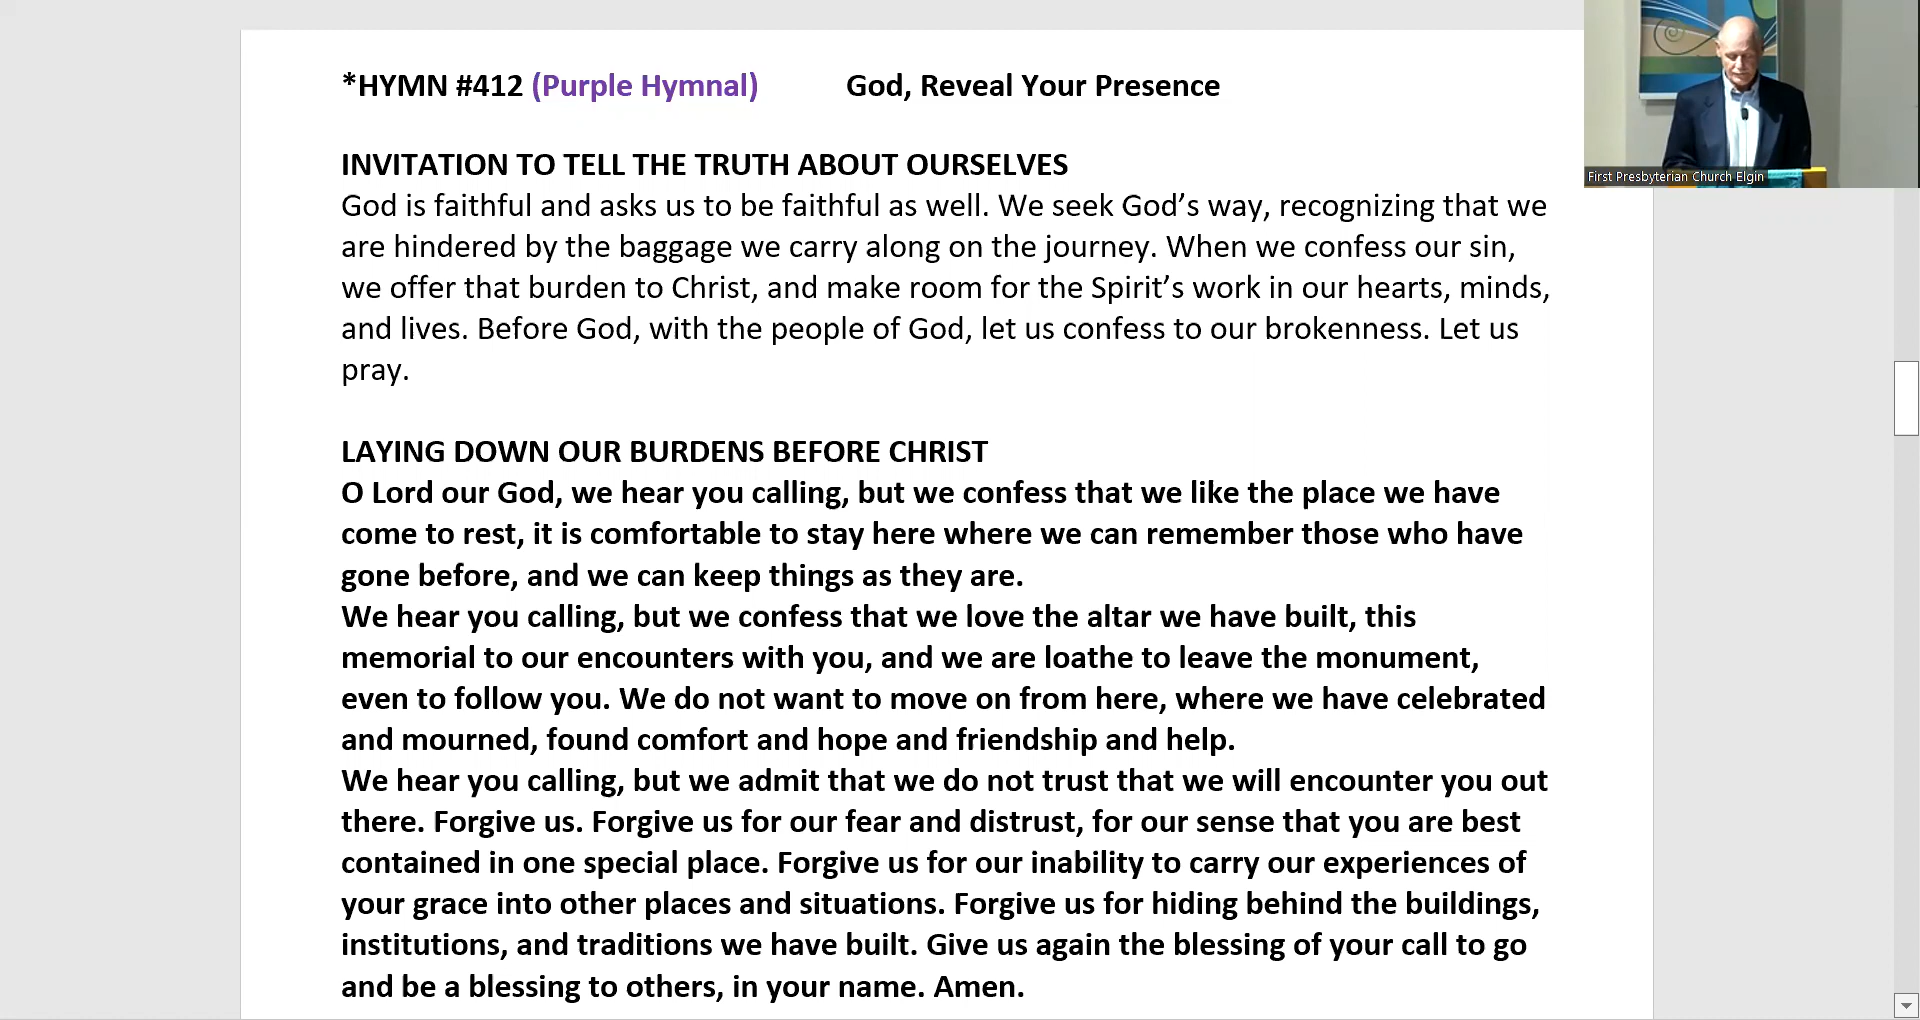 *HYMN #412 (Purple Hymnal) God, Reveal Your Presence
INVITATION TO TELL THE TRUTH ABOUT OURSELVES
God is faithful and asks us to be faithful as well. We seek God’s way, recognizing that we
are hindered by the baggage we carry along on the journey. When we confess our sin,
we offer that burden to Christ, and make room for the Spirit’s work in our hearts, minds,
and lives. Before God, with the people of God, let us confess to our brokenness. Let us
pray.
LAYING DOWN OUR BURDENS BEFORE CHRIST
O Lord our God, we hear you calling, but we confess that we like the place we have
come to rest, it is comfortable to stay here where we can remember those who have
gone before, and we can keep things as they are.
We hear you calling, but we confess that we love the altar we have built, this
memorial to our encounters with you, and we are loathe to leave the monument,
even to follow you. We do not want to move on from here, where we have celebrated
and mourned, found comfort and hope and friendship and help.
We hear you calling, but we admit that we do not trust that we will encounter you out
there. Forgive us. Forgive us for our fear and distrust, for our sense that you are best
contained in one special place. Forgive us for our inability to carry our experiences of
your grace into other places and situations. Forgive us for hiding behind the buildings,
institutions, and traditions we have built. Give us again the blessing of your call to go
and be a blessing to others, in your name. Amen.
First Presbyterian Church Elgin